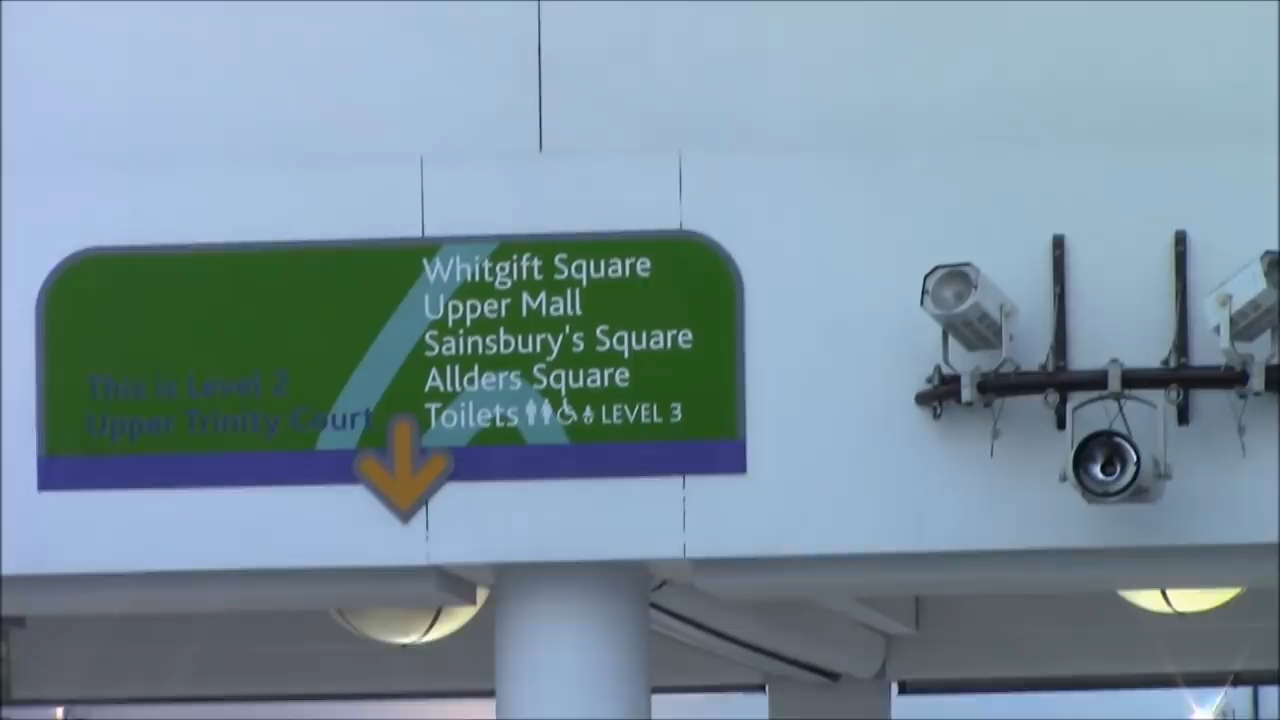 This is Level 2
Upper Trinity Court
Whitgift Square
Upper Mall
Sainsbury's Square
Allders Square
Toilets LEVEL 3